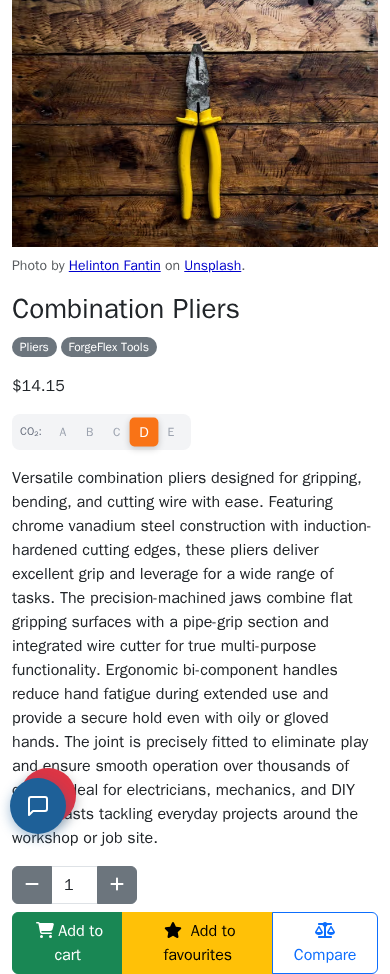 Photo by Helinton Fantin on Unsplash.
Combination Pliers
Pliers ForgeFlex Tools
$14.15
CO₂: A B C D E
Versatile combination pliers designed for gripping,
bending, and cutting wire with ease. Featuring
chrome vanadium steel construction with induction-
hardened cutting edges, these pliers deliver
excellent grip and leverage for a wide range of
tasks. The precision-machined jaws combine flat
gripping surfaces with a pipe-grip section and
integrated wire cutter for true multi-purpose
functionality. Ergonomic bi-component handles
reduce hand fatigue during extended use and
provide a secure hold even with oily or gloved
hands. The joint is precisely fitted to eliminate play
and ensure smooth operation over thousands of
for electricians, mechanics, and DIY
tackling everyday projects around the
workshop or job site.
1
Add to
cart
Add to
favourites
Compare